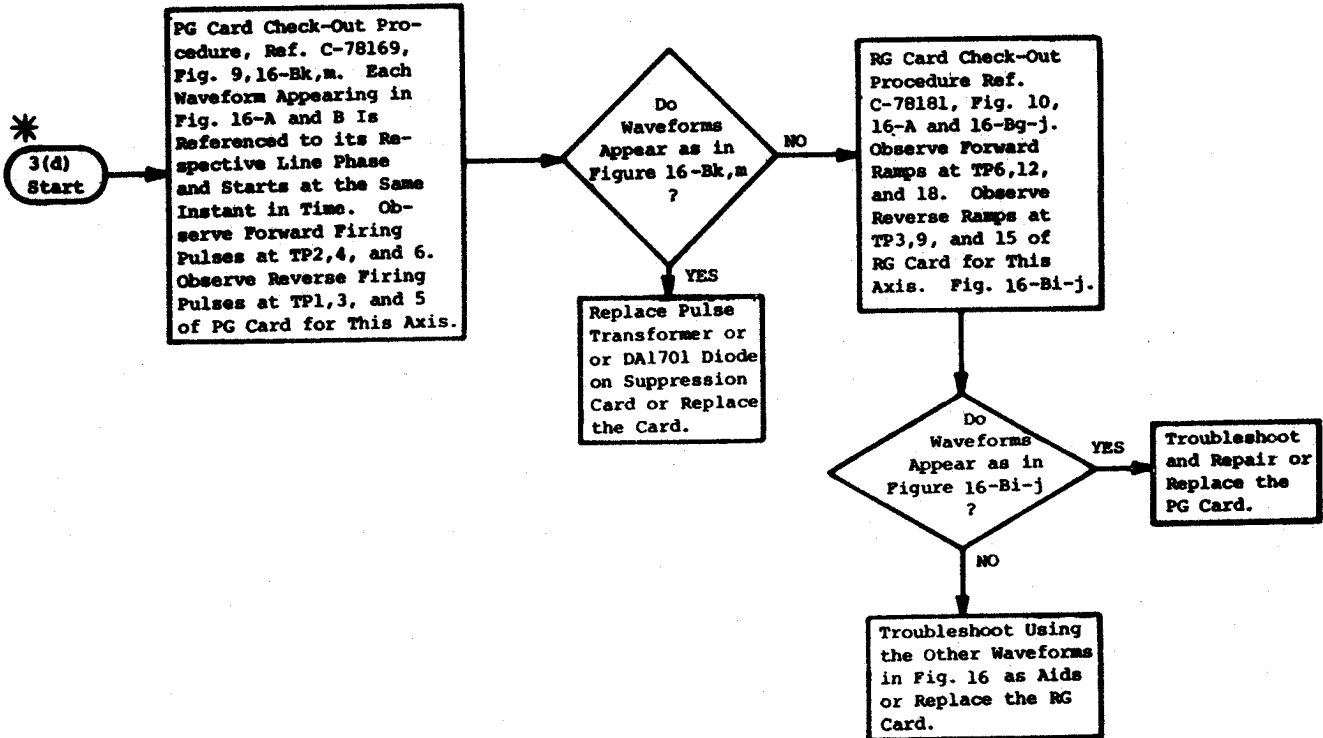 *
3(d)
Start
PG Card Check-Out Pro-
cedure, Ref. C-78169,
Fig. 9,16-Bk,m. Each
Waveform Appearing in
Fig. 16-A and B Is
Referenced to its Re-
spective Line Phase
and Starts at the Same
Instant in Time. Ob-
serve Forward Firing
Pulses at TP2,4, and 6.
Observe Reverse Firing
Pulses at TP1,3, and 5
of PG Card for This Axis.
Do
Waveforms
Appear as in
Figure 16-Bk,m
?
NO
YES
Replace Pulse
Transformer or
or DA1701 Diode
on Suppression
Card or Replace
the Card.
RG Card Check-Out
Procedure Ref.
C-78181, Fig. 10,
16-A and 16-Bg-j.
Observe Forward
Ramps at TP6,12,
and 18. Observe
Reverse Ramps at
TP3,9, and 15 of
RG Card for This
Axis. Fig. 16-Bi-j.
Do
Waveforms
Appear as in
Figure 16-Bi-j
?
YES
Troubleshoot
and Repair or
Replace the
PG Card.
NO
Troubleshoot Using
the Other Waveforms
in Fig. 16 as Aids
or Replace the RG
Card.